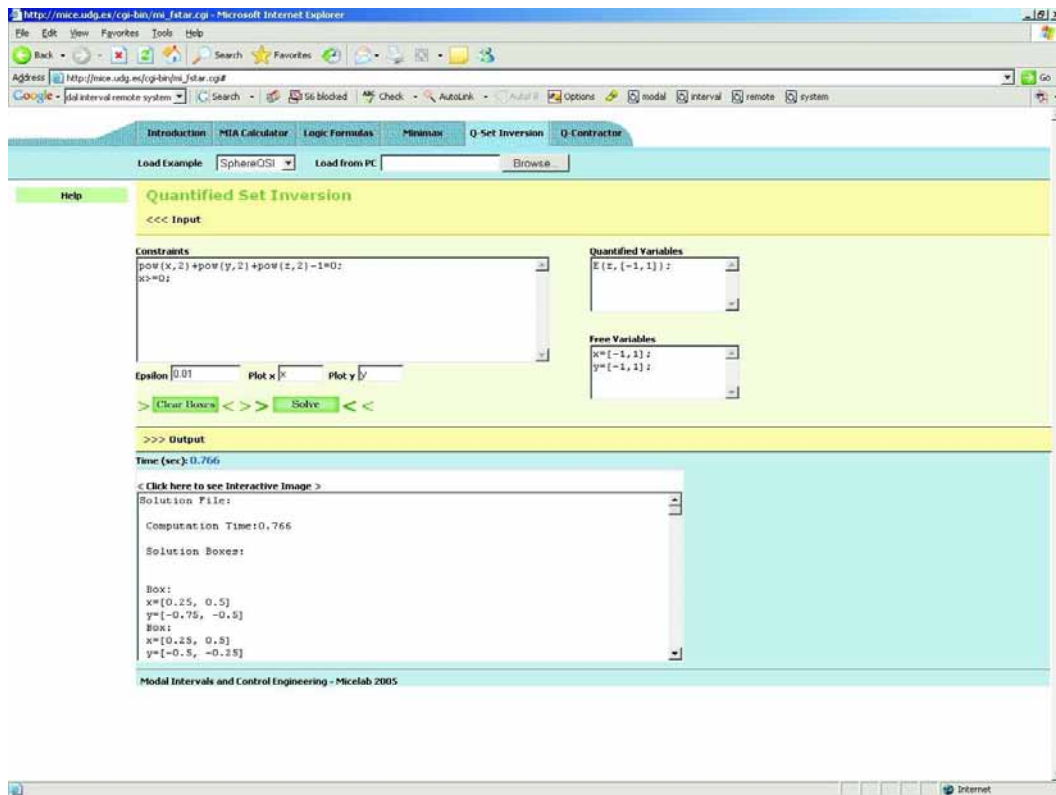 http://mice.udg.es/cgi-bin/mi_fstar.cgi - Microsoft Internet Explorer
File Edit View Favorites Tools Help
Back Search Favorites
Address http://mice.udg.es/cgi-bin/mi_fstar.cgi# Go
Google - dal interval remote system Search 56 blocked Check AutoLink AutoFill Options modal interval remote system
Introduction MIA Calculator Logic Formulas Minimax Q-Set Inversion Q-Contractor
Load Example SphereQSI Load from PC Browse...
Help
Quantified Set Inversion
<<< Input
Constraints Quantified Variables
pow(x,2)+pow(y,2)+pow(z,2)-1=0; E(z,[-1,1]);
x>=0;
Free Variables
x=[-1,1];
y=[-1,1];
Epsilon 0.01 Plot x x Plot y y
> Clear Boxes < > > Solve < <
>>> Output
Time (sec): 0.766
< Click here to see Interactive Image >
Solution File:
Computation Time:0.766
Solution Boxes:
Box:
x=[0.25, 0.5]
y=[-0.75, -0.5]
Box:
x=[0.25, 0.5]
y=[-0.5, -0.25]
Modal Intervals and Control Engineering - Micelab 2005
Internet